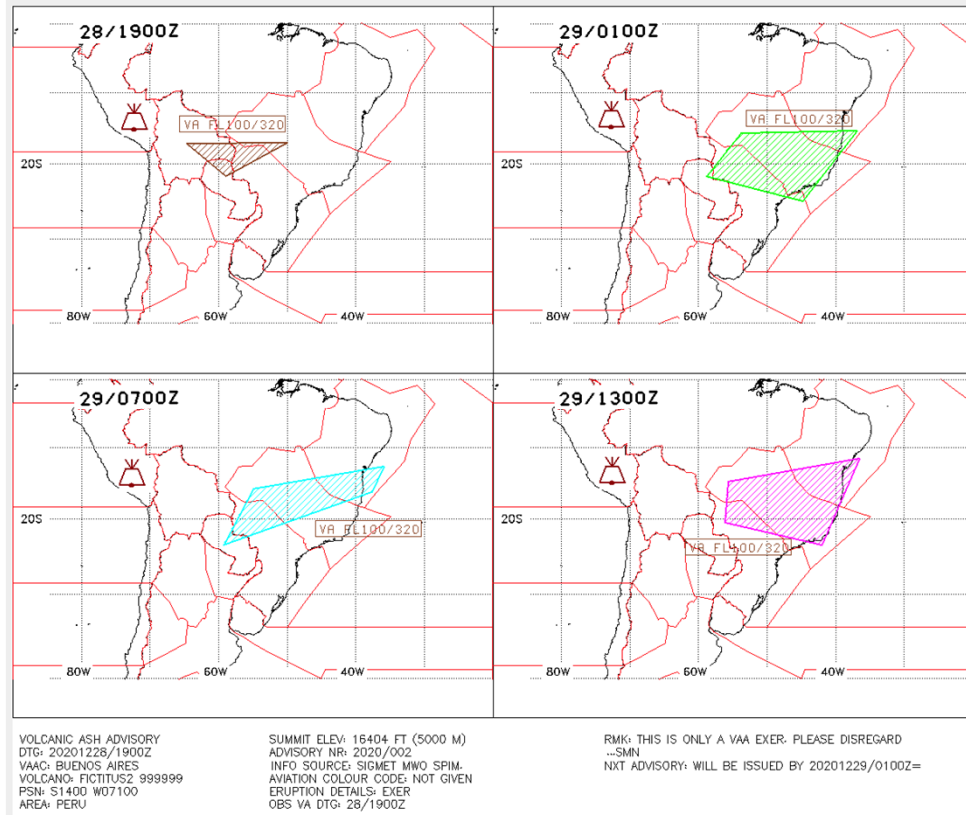 28/1900Z
VA FL100/320
20S
80W 60W 40W
29/0100Z
VA FL100/320
20S
80W 60W 40W
29/0700Z
VA FL100/320
20S
80W 60W 40W
29/1300Z
VA FL100/320
20S
80W 60W 40W
VOLCANIC ASH ADVISORY
DTG: 20201228/1900Z
VAAC: BUENOS AIRES
VOLCANO: FICTITUS2 999999
PSN: S1400 W07100
AREA: PERU
SUMMIT ELEV: 16404 FT (5000 M)
ADVISORY NR: 2020/002
INFO SOURCE: SIGMET MWO SPIM.
AVIATION COLOUR CODE: NOT GIVEN
ERUPTION DETAILS: EXER
OBS VA DTG: 28/1900Z
RMK: THIS IS ONLY A VAA EXER. PLEASE DISREGARD
...SMN
NXT ADVISORY: WILL BE ISSUED BY 20201229/0100Z=